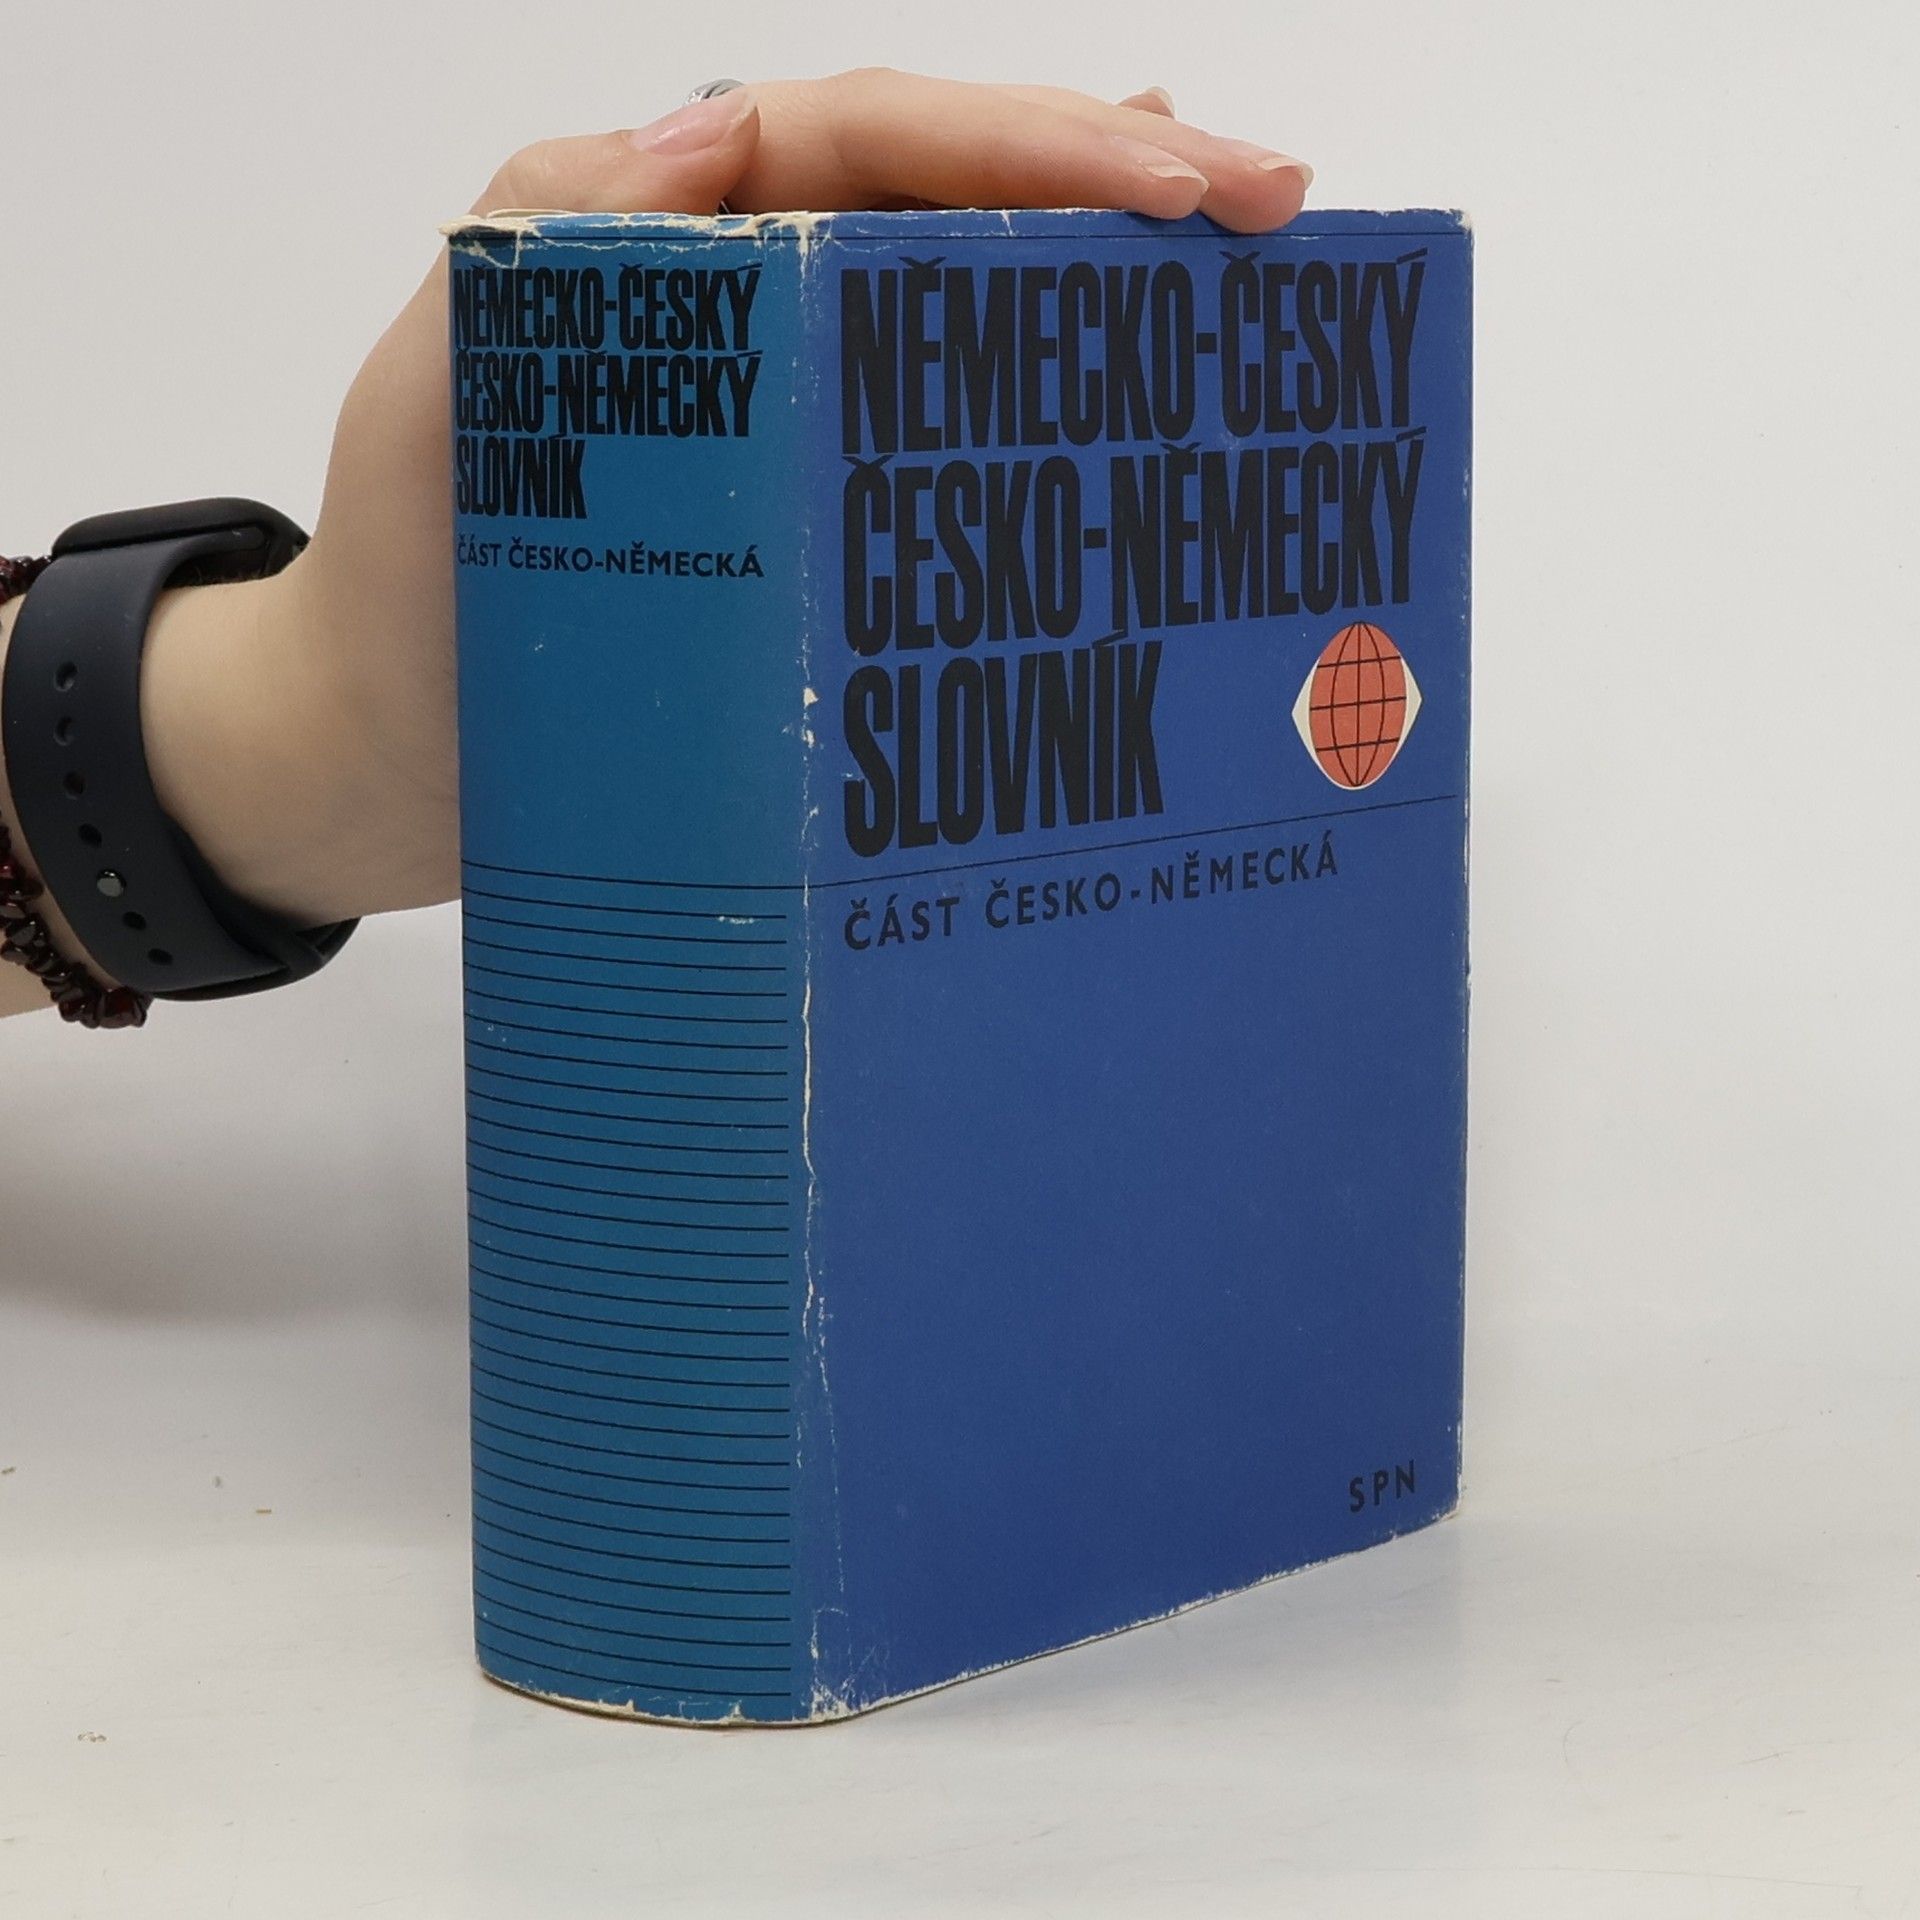 NĚMECKO-ČESKÝ
ČESKO-NĚMECKÝ
SLOVNÍK
ČÁST ČESKO-NĚMECKÁ
NĚMECKO-ČESKÝ
ČESKO-NĚMECKÝ
SLOVNÍK
ČÁST ČESKO-NĚMECKÁ
SPN